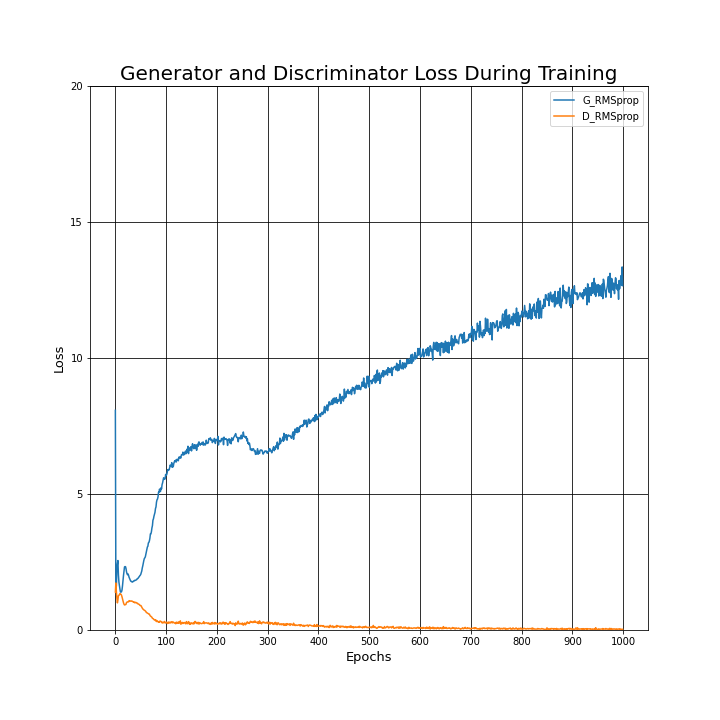 Generator and Discriminator Loss During Training
G_RMSprop
D_RMSprop
20
15
10
5
0
Loss
0 100 200 300 400 500 600 700 800 900 1000
Epochs